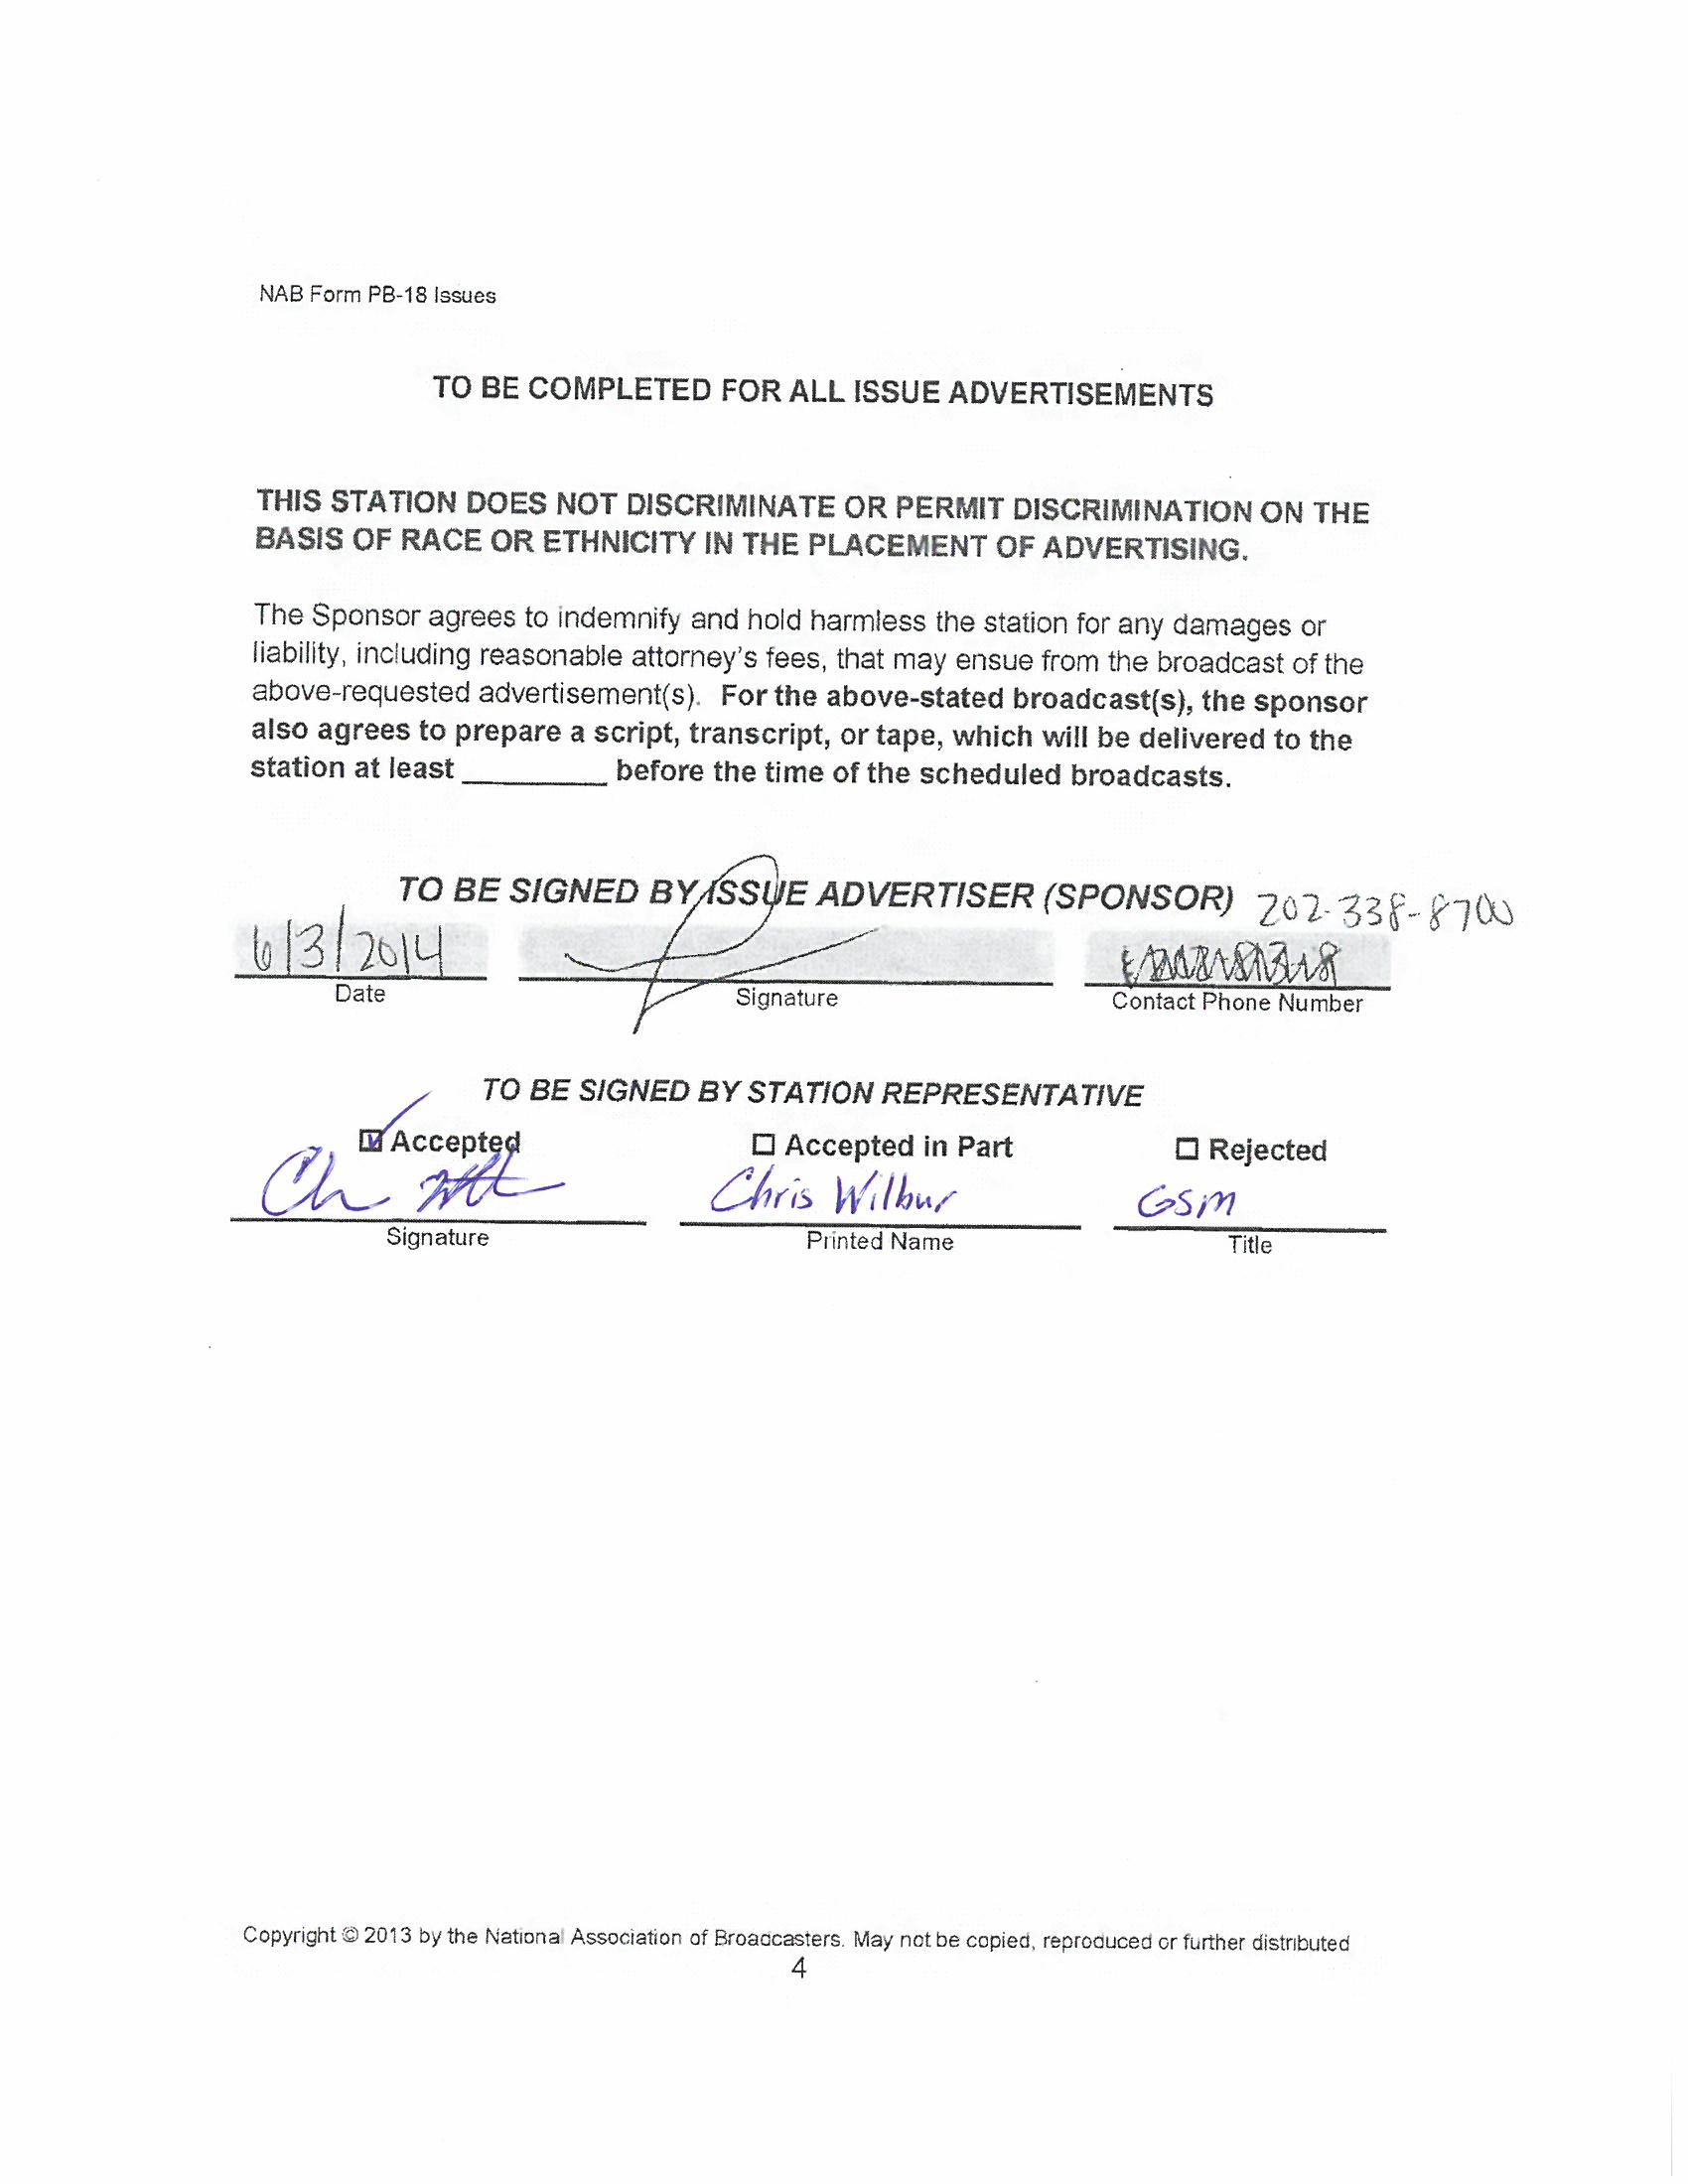 NAB Form PB-18 Issues
TO BE COMPLETED FOR ALL ISSUE ADVERTISEMENTS
THIS STATION DOES NOT DISCRIMINATE OR PERMIT DISCRIMINATION ON THE
BASIS OF RACE OR ETHNICITY IN THE PLACEMENT OF ADVERTISING.
The Sponsor agrees to indemnify and hold harmless the station for any damages or
liability, including reasonable attorney's fees, that may ensue from the broadcast of the
above-requested advertisement(s). For the above-stated broadcast(s), the sponsor
also agrees to prepare a script, transcript, or tape, which will be delivered to the
station at least ________ before the time of the scheduled broadcasts.
TO BE SIGNED BY ISSUE ADVERTISER (SPONSOR) 202-338-8700
6/3/2014
Date Signature Contact Phone Number
TO BE SIGNED BY STATION REPRESENTATIVE
Accepted Accepted in Part Rejected
Chris Wilbur GSM
Signature Printed Name Title
Copyright © 2013 by the National Association of Broadcasters. May not be copied, reproduced or further distributed
4